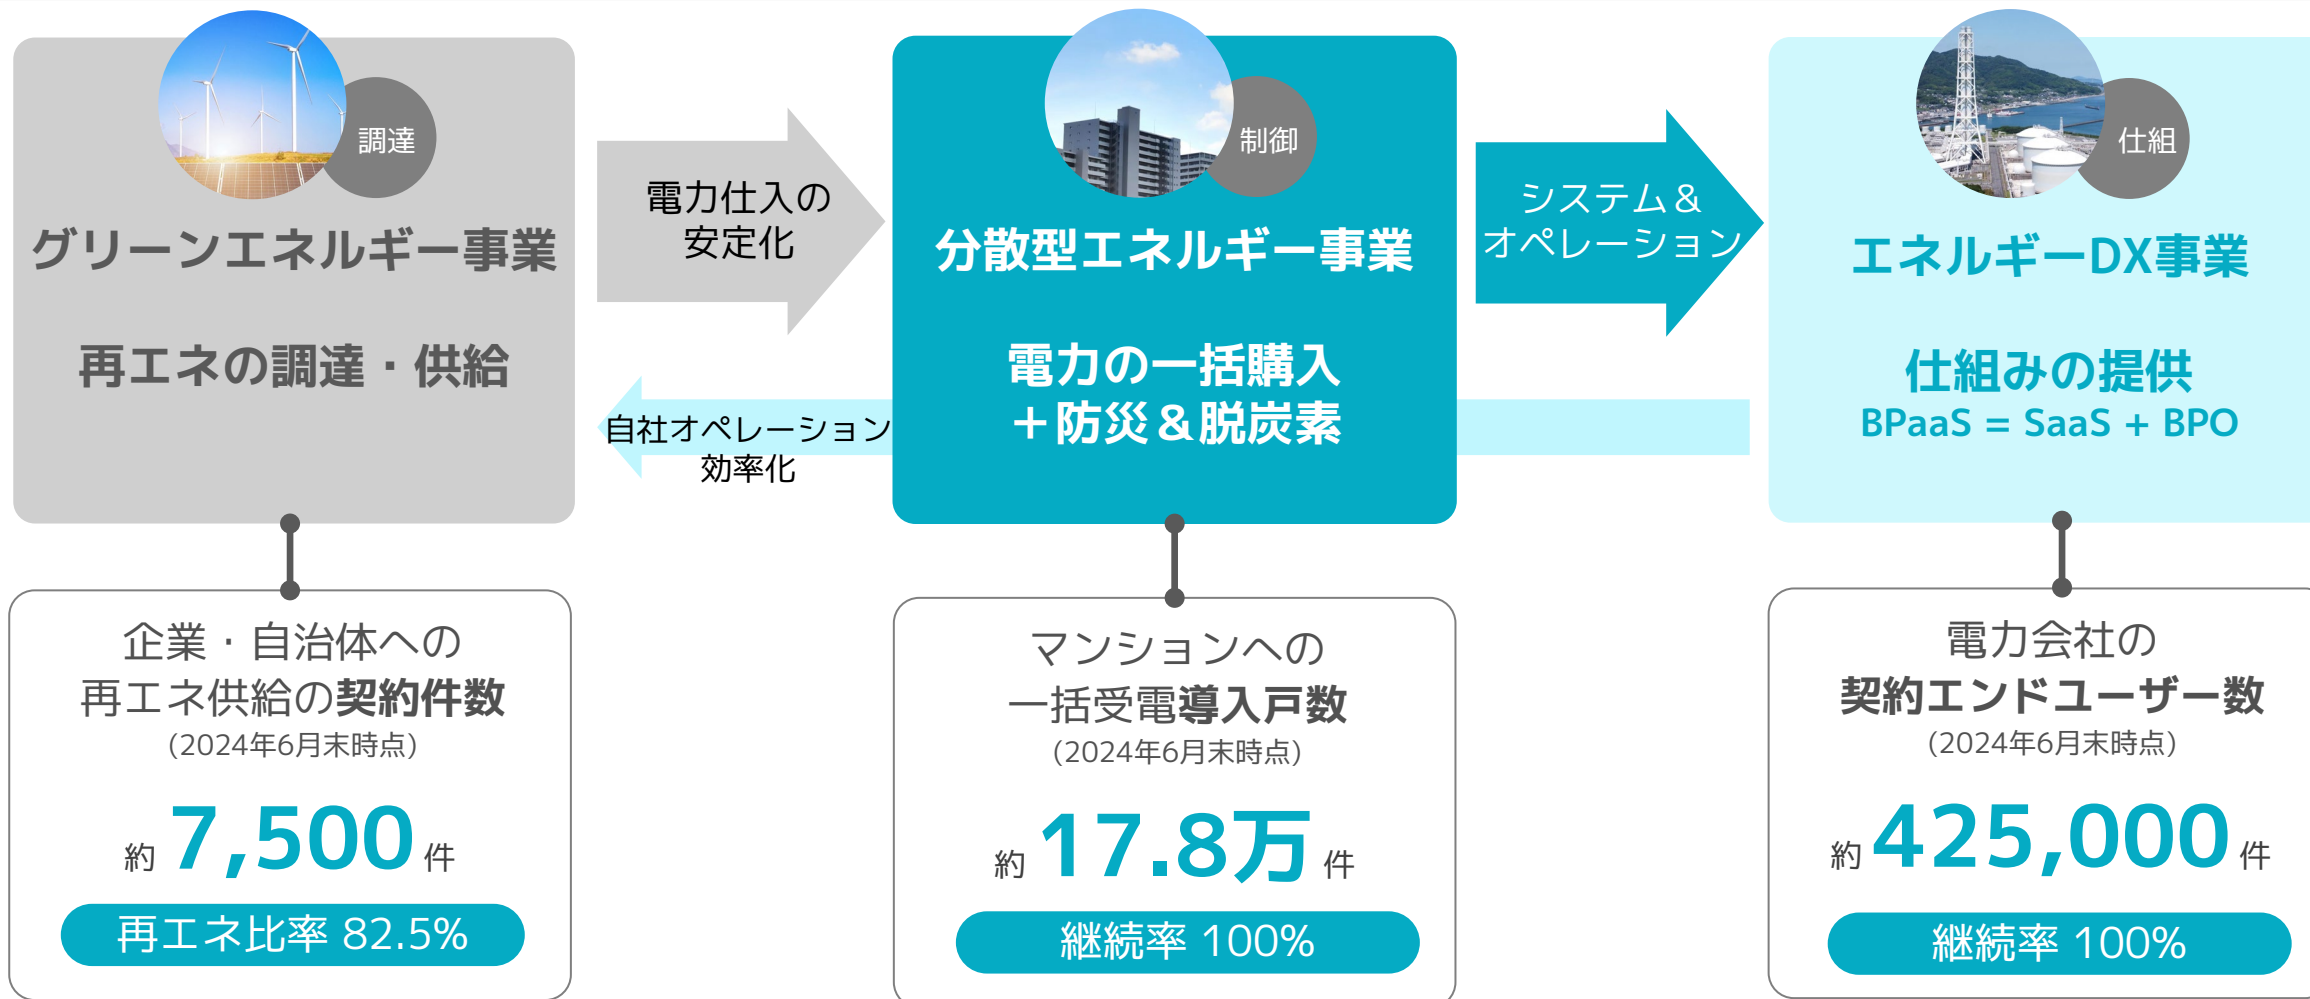 調達
グリーンエネルギー事業
再エネの調達・供給
電力仕入の
安定化
自社オペレーション
効率化
制御
分散型エネルギー事業
電力の一括購入
＋防災＆脱炭素
システム＆
オペレーション
仕組
エネルギーDX事業
仕組みの提供
BPaaS = SaaS + BPO
企業・自治体への
再エネ供給の契約件数
(2024年6月末時点)
約 7,500 件
再エネ比率 82.5%
マンションへの
一括受電導入戸数
(2024年6月末時点)
約 17.8万 件
継続率 100%
電力会社の
契約エンドユーザー数
(2024年6月末時点)
約 425,000 件
継続率 100%